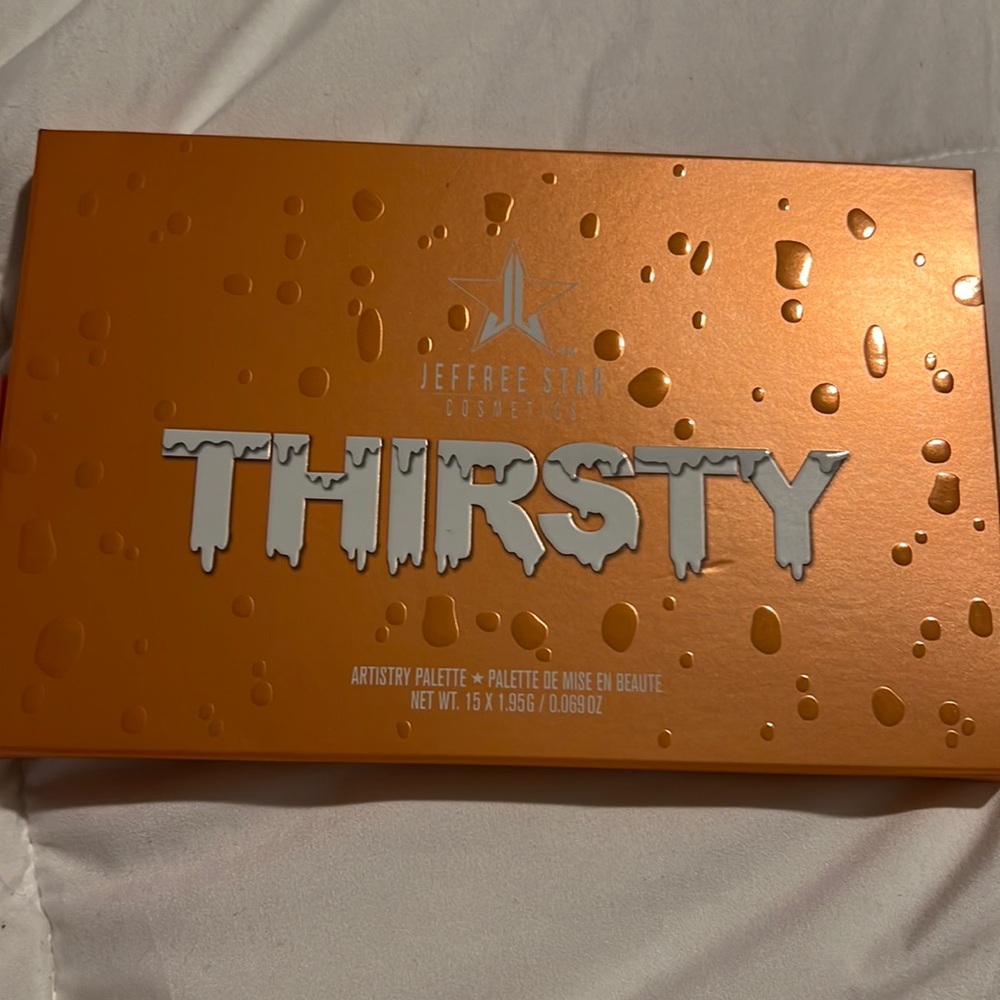 JEFFREE STAR
COSMETICS
THIRSTY
ARTISTRY PALETTE ★ PALETTE DE MISE EN BEAUTE
NET WT. 15 X 1.95G / 0.069 OZ